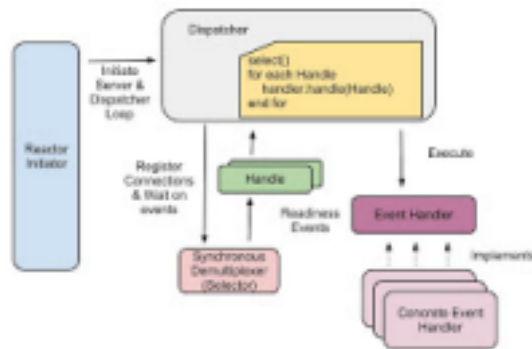 Dispatcher
select()
for each Handle
handler.handle(Handle)
end for
Initiate
Server &
Dispatcher
Loop
Reactor
Initiator
Register
Connections
& Wait on
events
Handle
Readiness
Events
Execute
Event Handler
Synchronous
Demultiplexer
(Selector)
Implements
Concrete Event
Handler